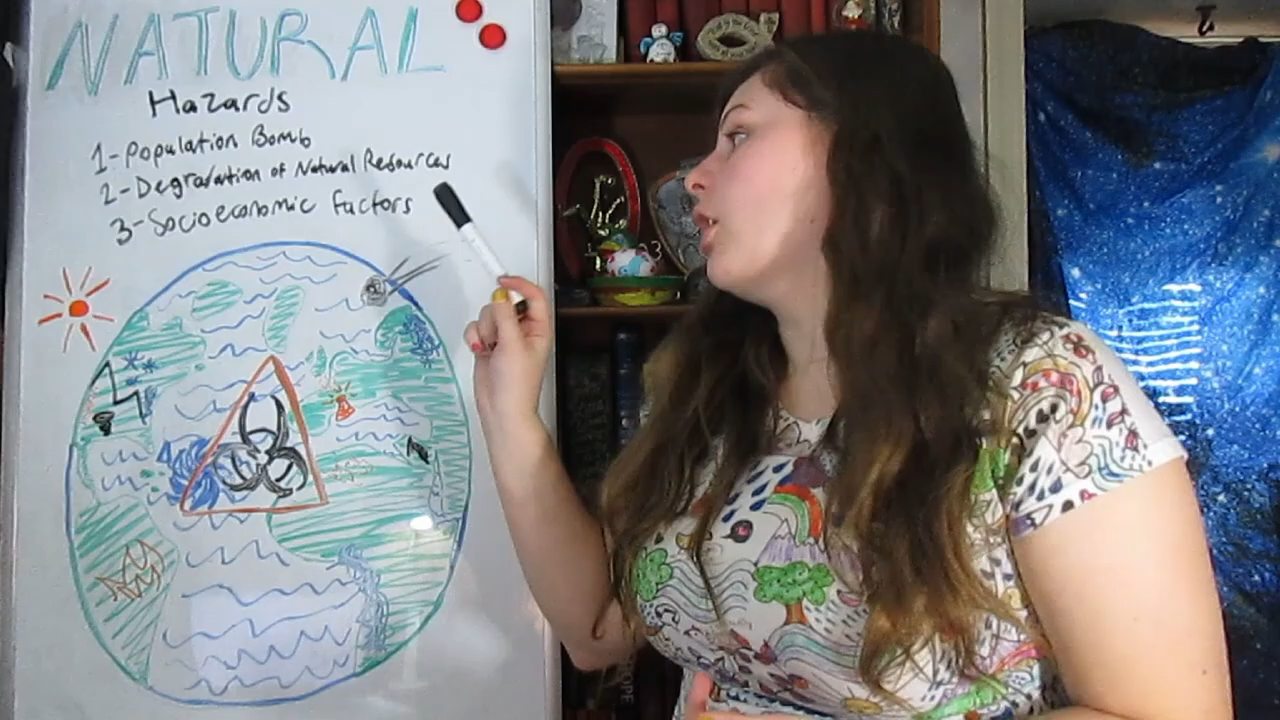 NATURAL
Hazards
1-Population Bomb
2-Degradation of Natural Resources
3-Socioeconomic factors